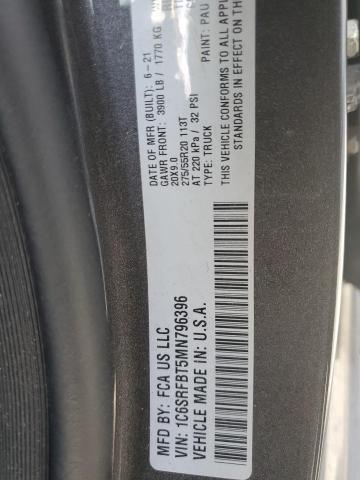 MFD BY: FCA US LLC
DATE OF MFR (BUILT): 6-21
GAWR FRONT: 3900 LB / 1770 KG
20X9.0
275/55R20 113T
AT 220 kPa / 32 PSI
TYPE: TRUCK
VIN: 1C6SRFBT5MN796396
VEHICLE MADE IN: U.S.A.
PAINT: PAU
THIS VEHICLE CONFORMS TO ALL APPL
STANDARDS IN EFFECT ON THE